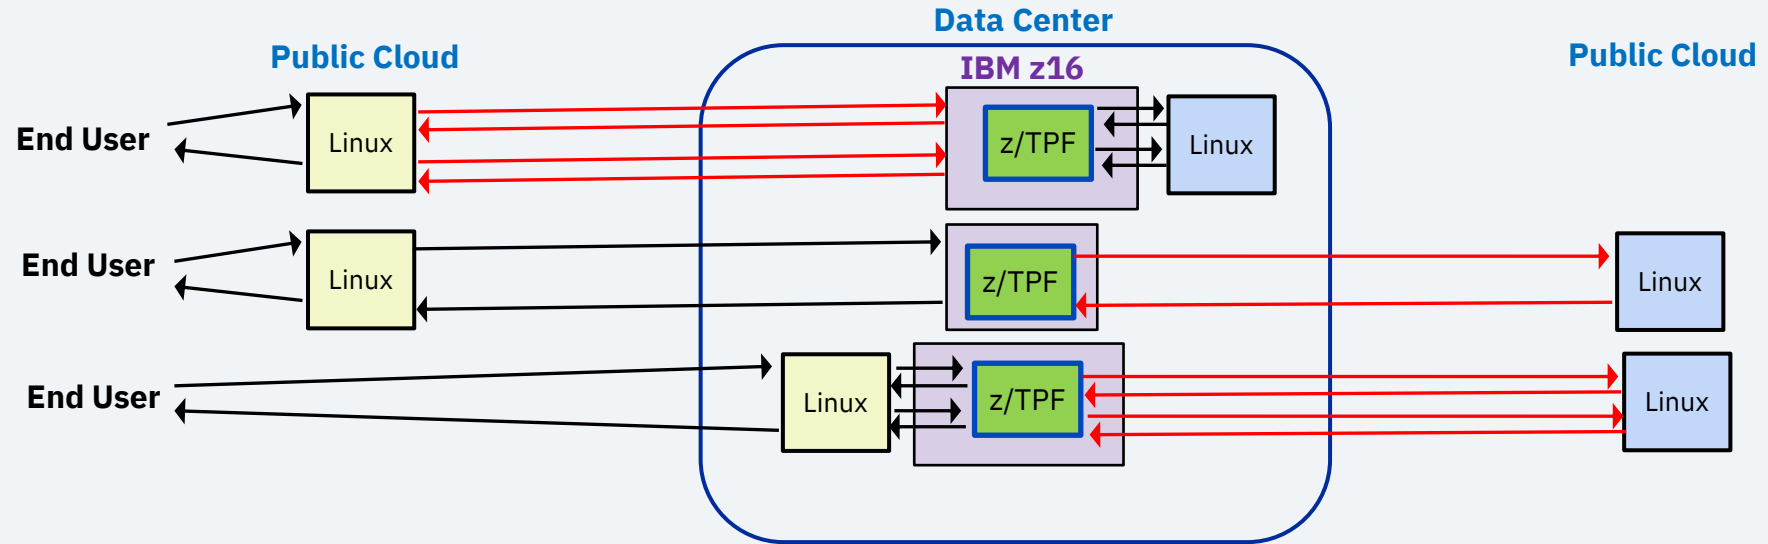 Data Center
Public Cloud
IBM z16
Public Cloud
End User
Linux
z/TPF
Linux
End User
Linux
z/TPF
Linux
End User
Linux
z/TPF
Linux